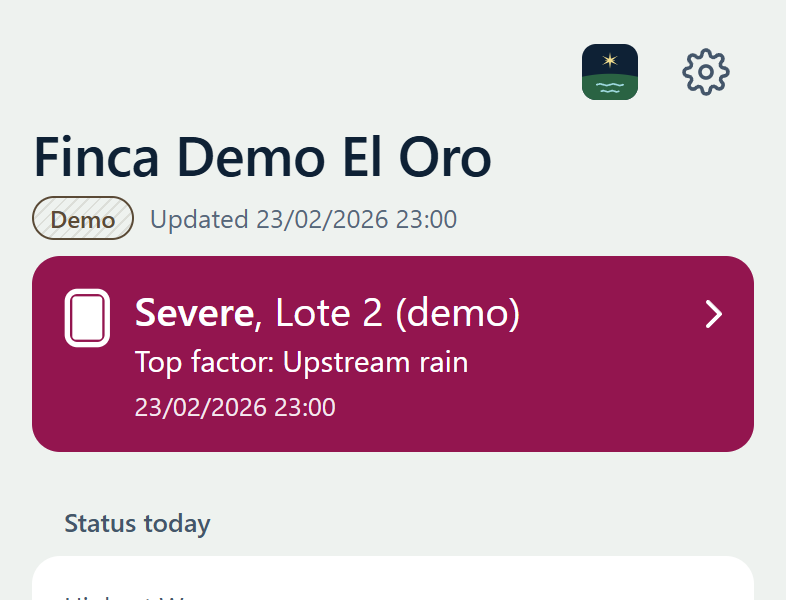 Finca Demo El Oro
Demo Updated 23/02/2026 23:00
Severe, Lote 2 (demo)
Top factor: Upstream rain
23/02/2026 23:00
Status today